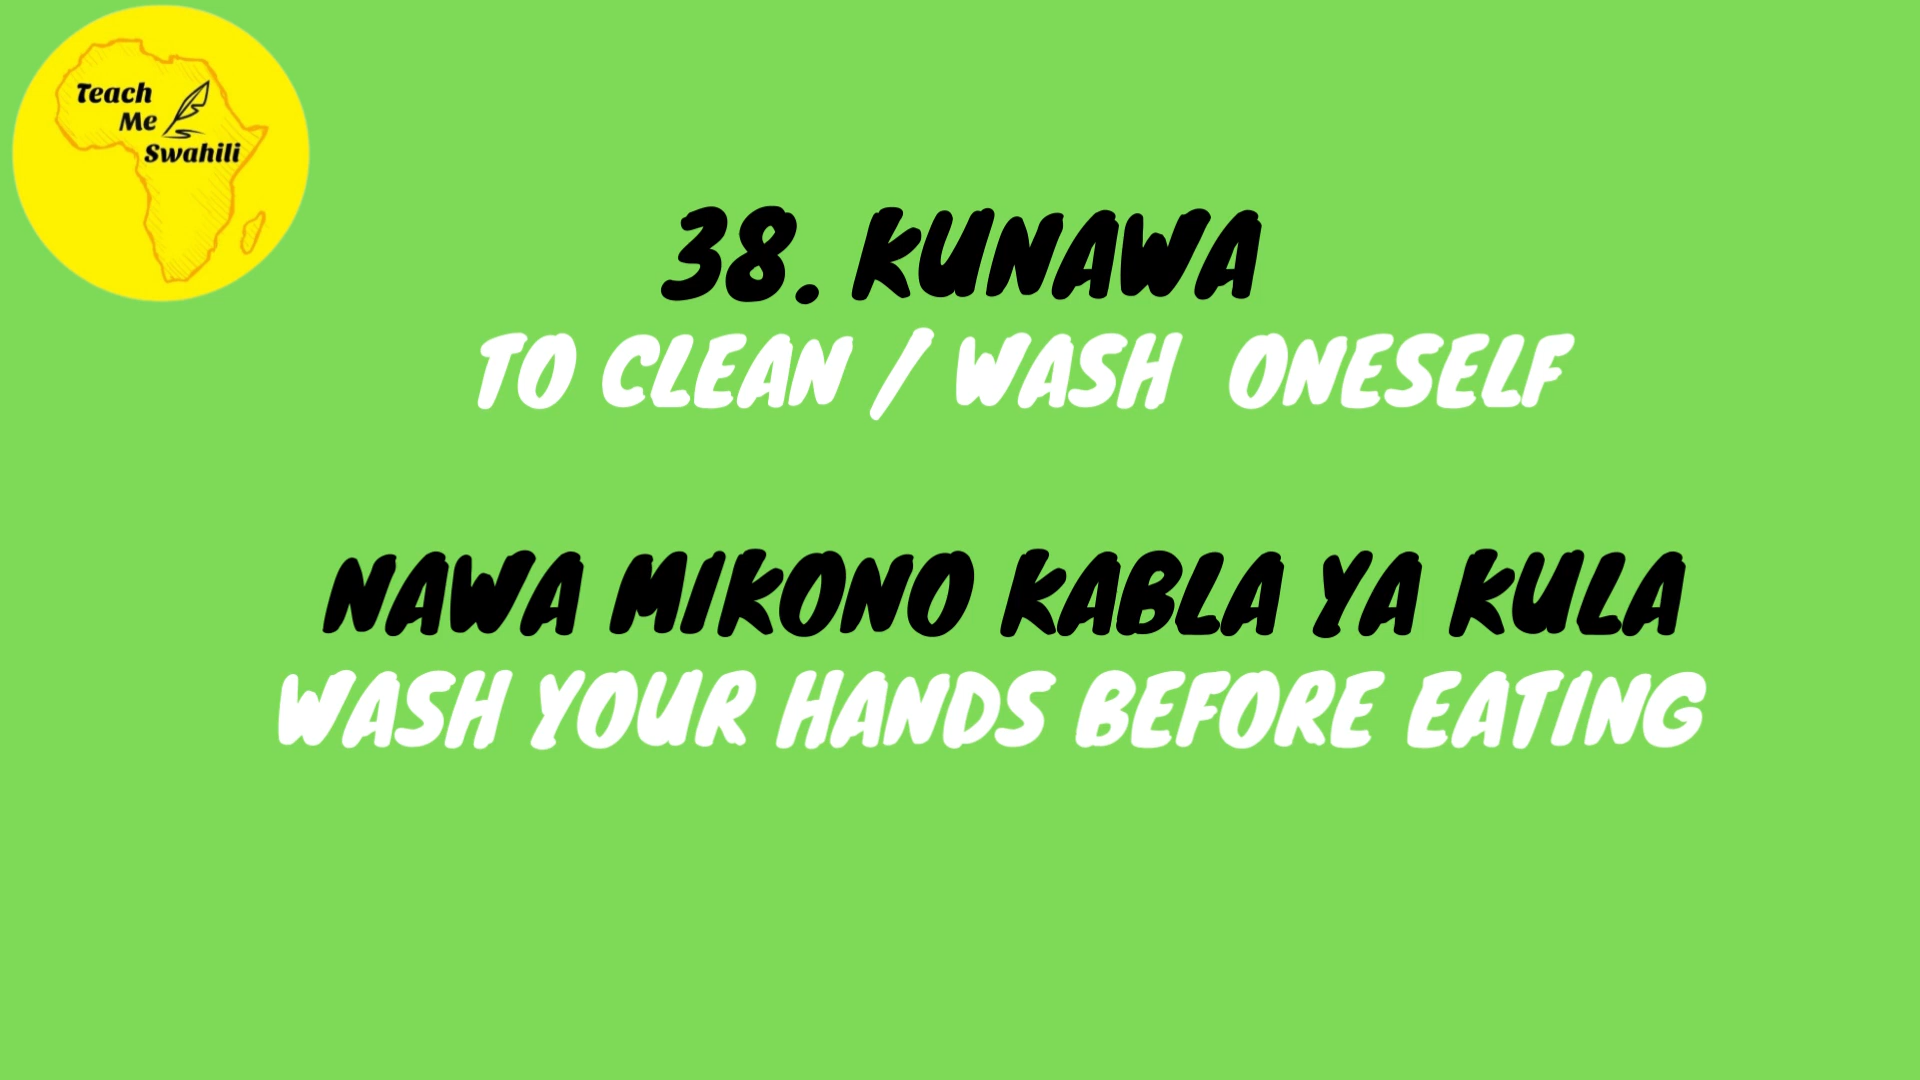 Teach
Me
Swahili
38. KUNAWA
TO CLEAN / WASH ONESELF
NAWA MIKONO KABLA YA KULA
WASH YOUR HANDS BEFORE EATING